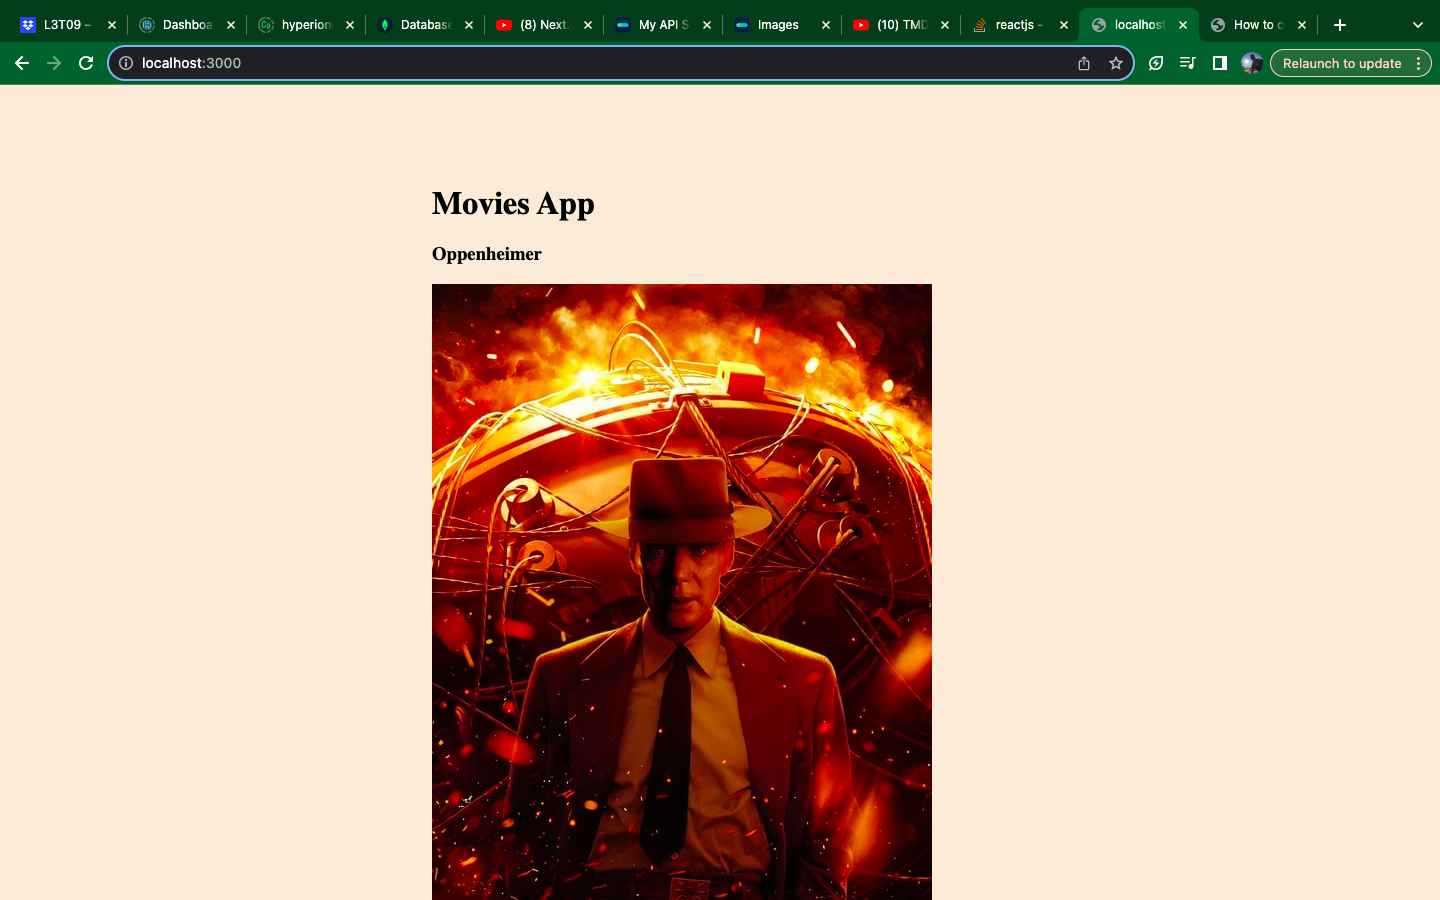 L3T09 –
Dashboa
hyperion
Database
(8) Next.
My API S
Images
(10) TMD
reactjs -
localhost
How to c
localhost:3000
Relaunch to update
Movies App
Oppenheimer